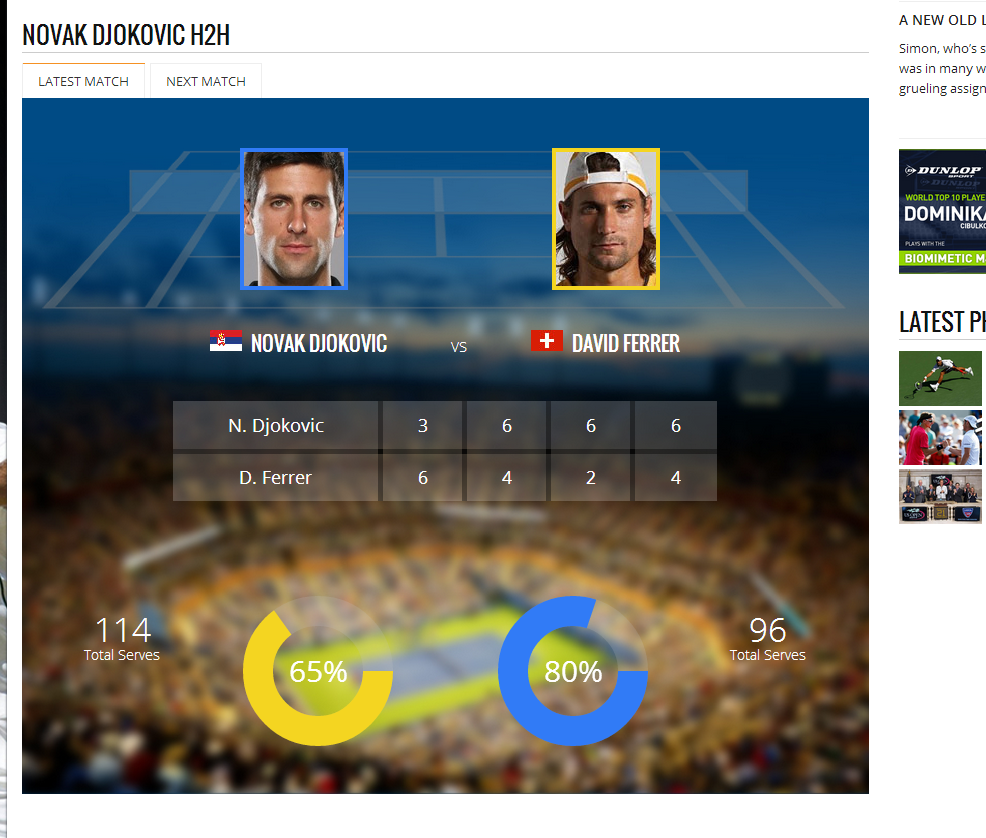 NOVAK DJOKOVIC H2H
LATEST MATCH
NEXT MATCH
NOVAK DJOKOVIC
VS
DAVID FERRER
N. Djokovic 3 6 6 6
D. Ferrer 6 4 2 4
114
Total Serves
65%
80%
96
Total Serves
A NEW OLD L
Simon, who's s
was in many w
grueling assign
DUNLOP
SPORT
WORLD TOP 10 PLAYE
DOMINIKA
CIBULKO
PLAYS WITH THE
BIOMIMETIC M
LATEST PH